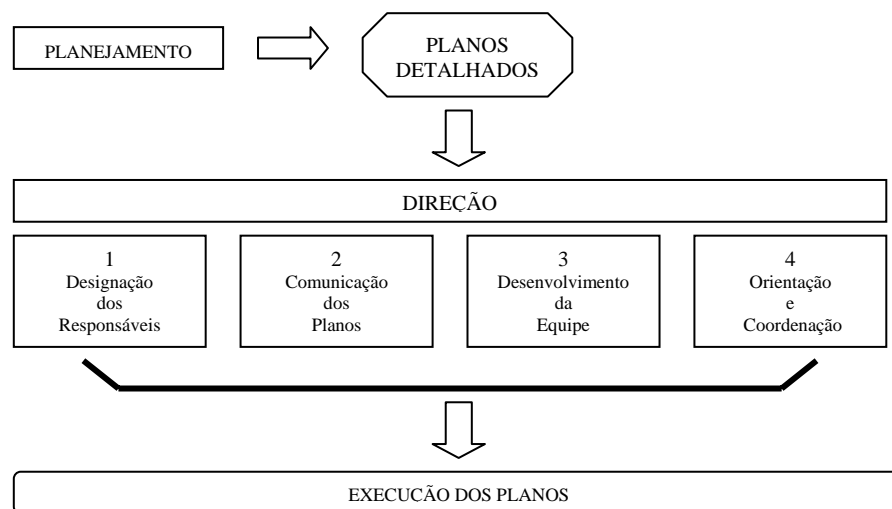 PLANEJAMENTO
PLANOS
DETALHADOS
DIREÇÃO
1
Designação
dos
Responsáveis
2
Comunicação
dos
Planos
3
Desenvolvimento
da
Equipe
4
Orientação
e
Coordenação
EXECUÇÃO DOS PLANOS